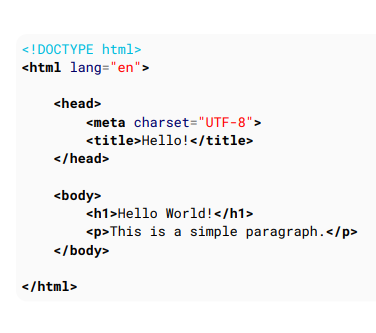 <!DOCTYPE html>
<html lang="en">
<head>
<meta charset="UTF-8">
<title>Hello!</title>
</head>
<body>
<h1>Hello World!</h1>
<p>This is a simple paragraph.</p>
</body>
</html>